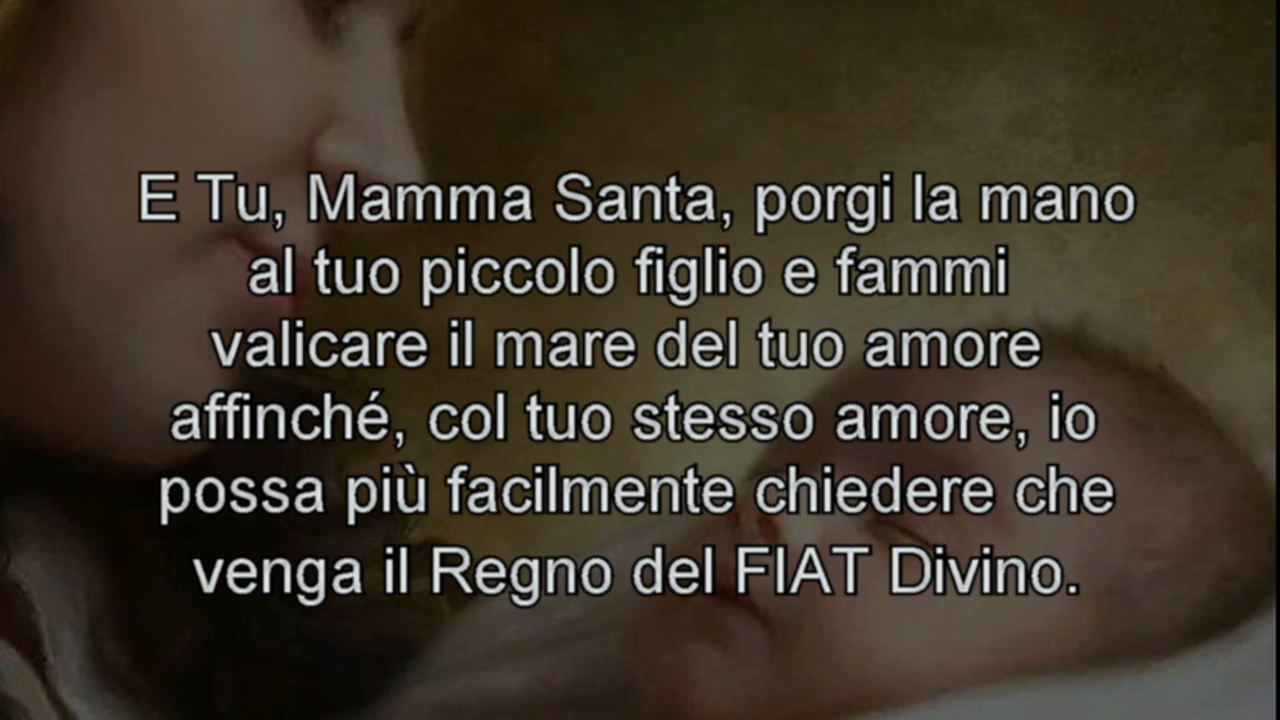 E Tu, Mamma Santa, porgi la mano
al tuo piccolo figlio e fammi
valicare il mare del tuo amore
affinché, col tuo stesso amore, io
possa più facilmente chiedere che
venga il Regno del FIAT Divino.